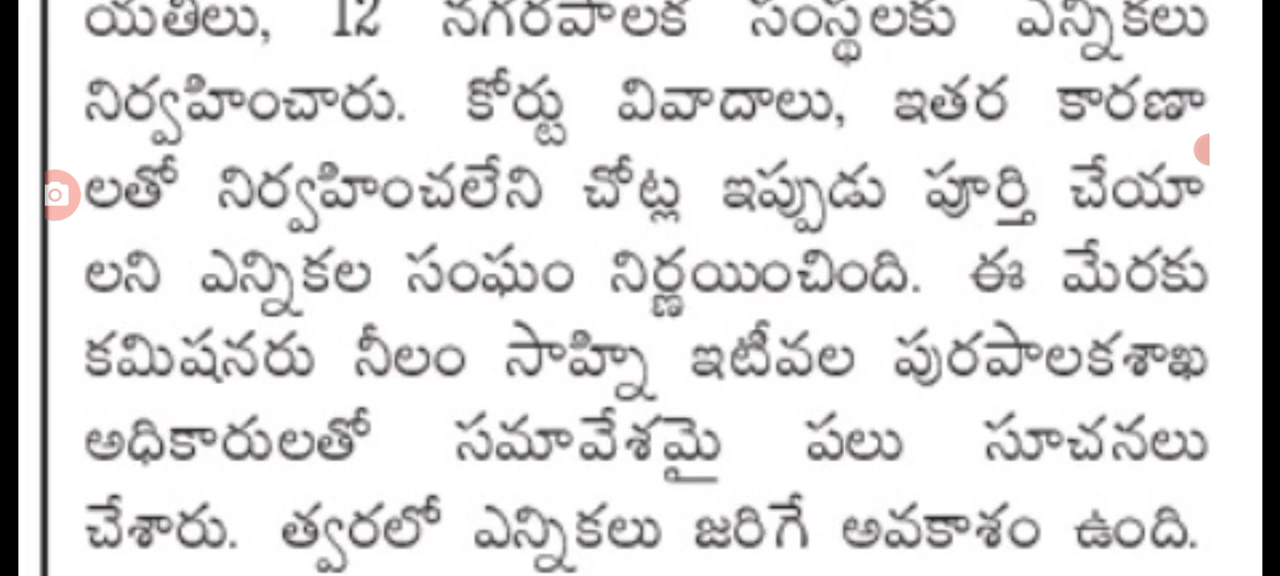 యతీలు, 12 నగరపాలక సంస్థలకు ఎన్నికలు
నిర్వహించారు. కోర్టు వివాదాలు, ఇతర కారణా
లతో నిర్వహించలేని చోట్ల ఇప్పుడు పూర్తి చేయా
లని ఎన్నికల సంఘం నిర్ణయించింది. ఈ మేరకు
కమిషనరు నీలం సాహ్ని ఇటీవల పురపాలకశాఖ
అధికారులతో సమావేశమై పలు సూచనలు
చేశారు. త్వరలో ఎన్నికలు జరిగే అవకాశం ఉంది.